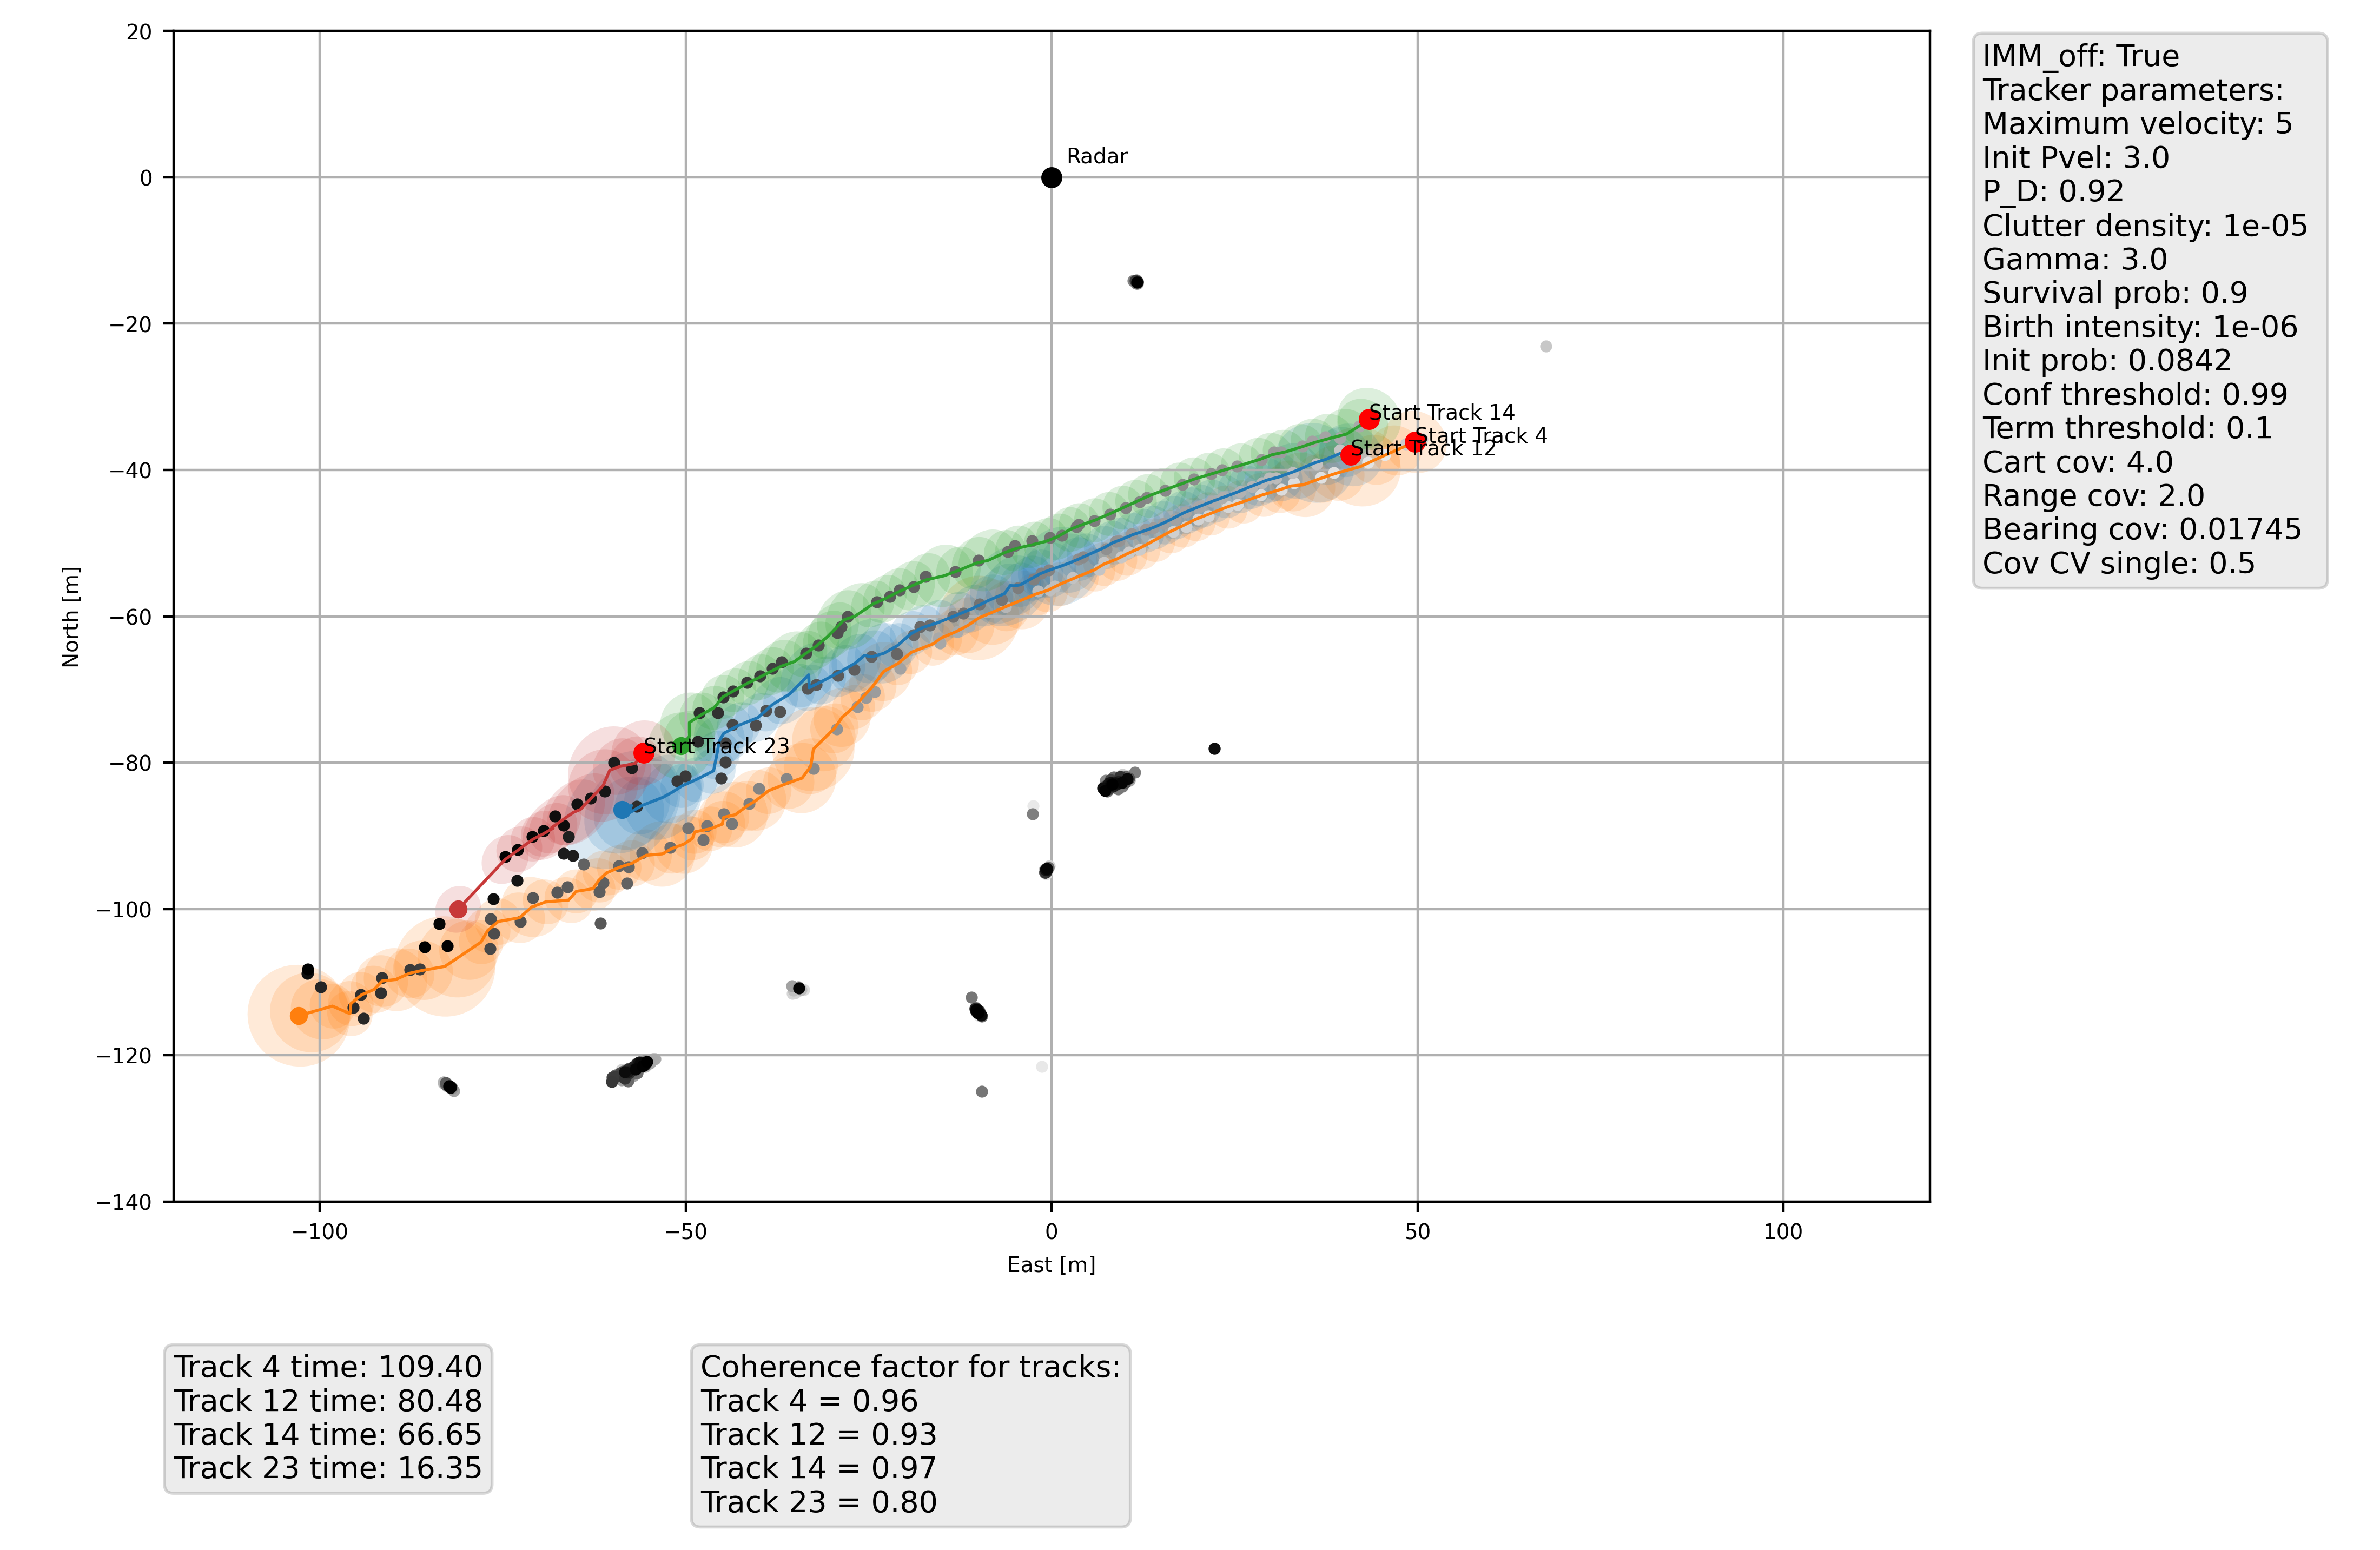 20
0
−20
−40
−60
−80
−100
−120
−140
−100
−50
0
50
100
North [m]
East [m]
Radar
Start Track 14
Start Track 4
Start Track 12
Start Track 23
IMM_off: True
Tracker parameters:
Maximum velocity: 5
Init Pvel: 3.0
P_D: 0.92
Clutter density: 1e-05
Gamma: 3.0
Survival prob: 0.9
Birth intensity: 1e-06
Init prob: 0.0842
Conf threshold: 0.99
Term threshold: 0.1
Cart cov: 4.0
Range cov: 2.0
Bearing cov: 0.01745
Cov CV single: 0.5
Track 4 time: 109.40
Track 12 time: 80.48
Track 14 time: 66.65
Track 23 time: 16.35
Coherence factor for tracks:
Track 4 = 0.96
Track 12 = 0.93
Track 14 = 0.97
Track 23 = 0.80